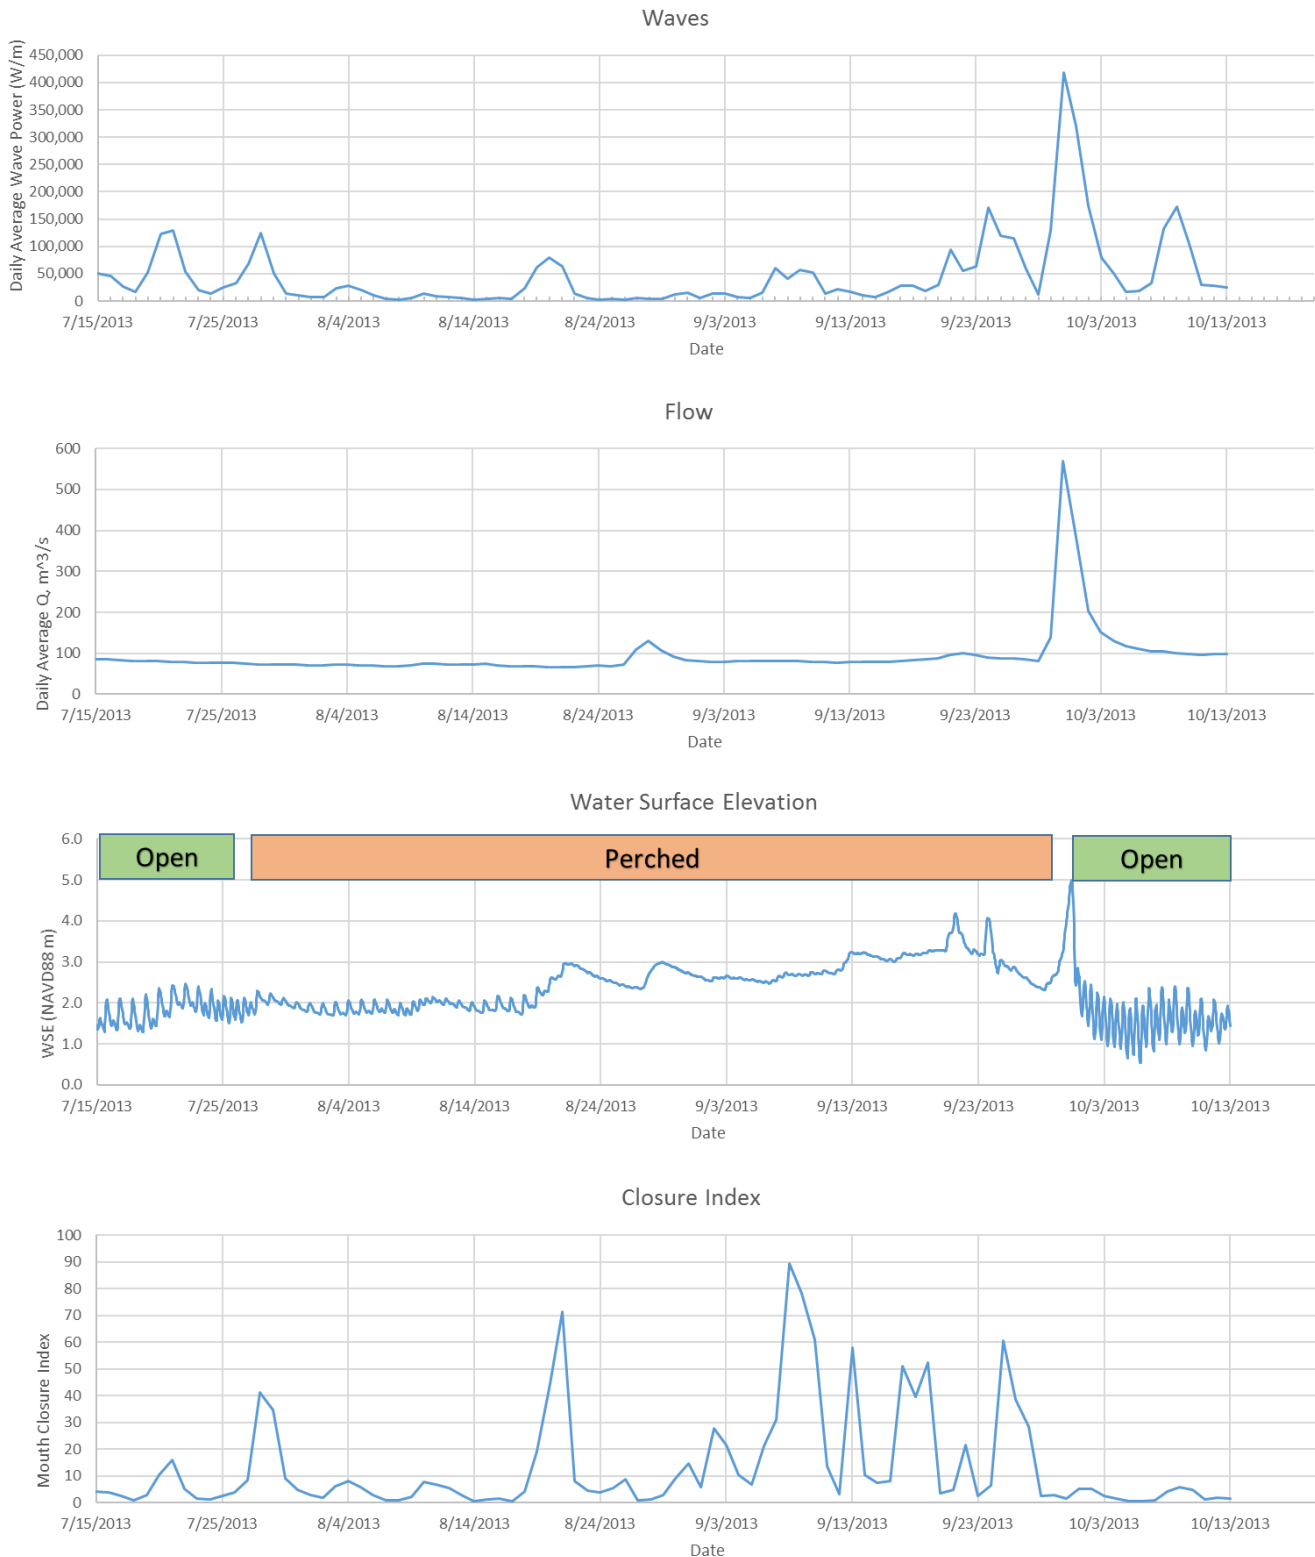 Waves
Daily Average Wave Power (W/m)
450,000
400,000
350,000
300,000
250,000
200,000
150,000
100,000
50,000
0
7/15/2013 7/25/2013 8/4/2013 8/14/2013 8/24/2013 9/3/2013 9/13/2013 9/23/2013 10/3/2013 10/13/2013
Date
Flow
Daily Average Q, m^3/s
600
500
400
300
200
100
0
7/15/2013 7/25/2013 8/4/2013 8/14/2013 8/24/2013 9/3/2013 9/13/2013 9/23/2013 10/3/2013 10/13/2013
Date
Water Surface Elevation
WSE (NAVD88 m)
6.0
Open Perched Open
5.0
4.0
3.0
2.0
1.0
0.0
7/15/2013 7/25/2013 8/4/2013 8/14/2013 8/24/2013 9/3/2013 9/13/2013 9/23/2013 10/3/2013 10/13/2013
Date
Closure Index
Mouth Closure Index
100
90
80
70
60
50
40
30
20
10
0
7/15/2013 7/25/2013 8/4/2013 8/14/2013 8/24/2013 9/3/2013 9/13/2013 9/23/2013 10/3/2013 10/13/2013
Date